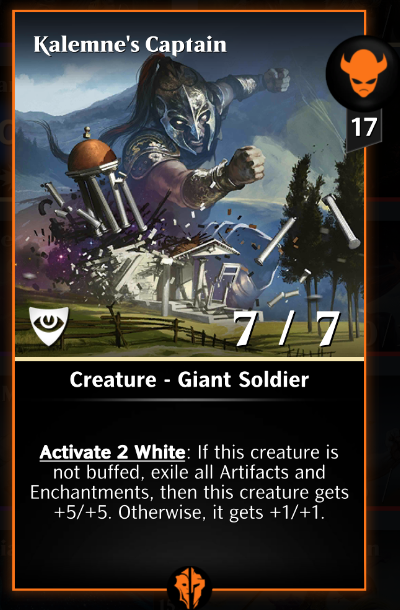 Kalemne's Captain
17
7 / 7
Creature - Giant Soldier
Activate 2 White: If this creature is
not buffed, exile all Artifacts and
Enchantments, then this creature gets
+5/+5. Otherwise, it gets +1/+1.